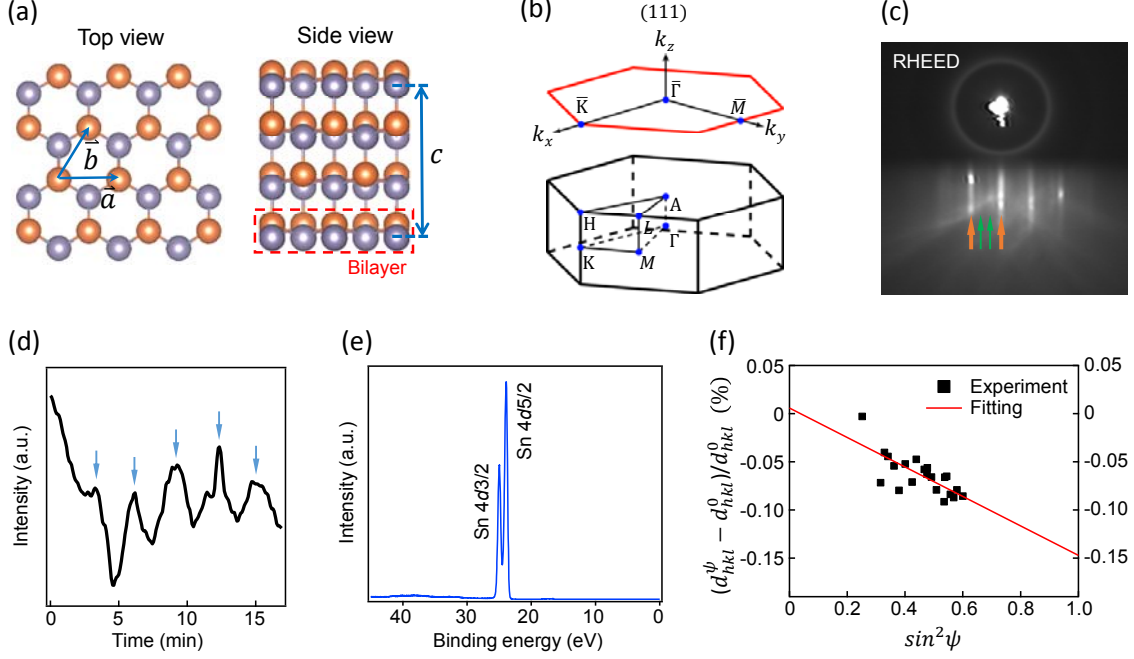 (a)
Top view
Side view
b
a
c
Bilayer
(b)
(111)
k_z
Γ̅
K̅
M̅
k_x
k_y
A
H
L
Γ
K
M
(c)
RHEED
(d)
Intensity (a.u.)
0
5
10
15
Time (min)
(e)
Intensity (a.u.)
Sn 4d3/2
Sn 4d5/2
40
30
20
10
0
Binding energy (eV)
(f)
(d^ψ_hkl − d^0_hkl)/d^0_hkl (%)
0.05
0
-0.05
-0.10
-0.15
Experiment
Fitting
0.05
0
-0.05
-0.10
-0.15
0
0.2
0.4
0.6
0.8
1.0
sin²ψ